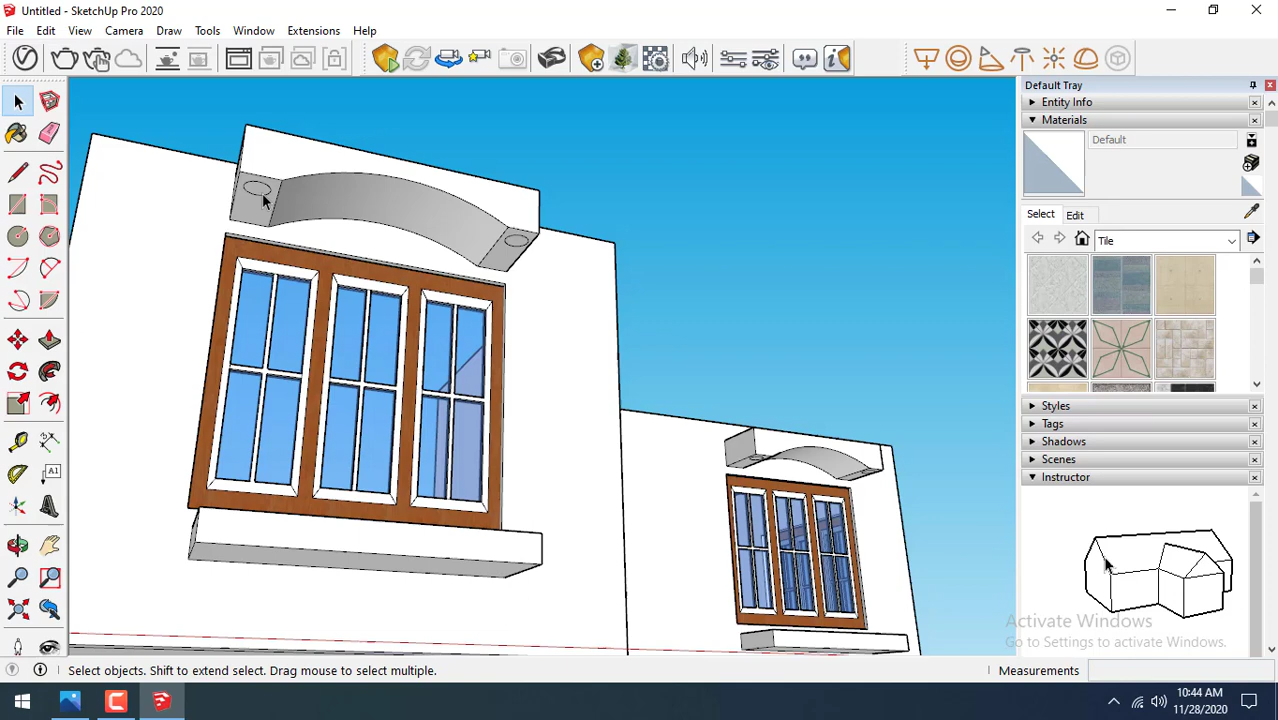 Untitled - SketchUp Pro 2020
File Edit View Camera Draw Tools Window Extensions Help
Default Tray
Entity Info
Materials
Default
Select Edit
Tile
Styles
Tags
Shadows
Scenes
Instructor
Activate Windows
Go to Settings to activate Windows.
Select objects. Shift to extend select. Drag mouse to select multiple.
Measurements
10:44 AM
11/28/2020